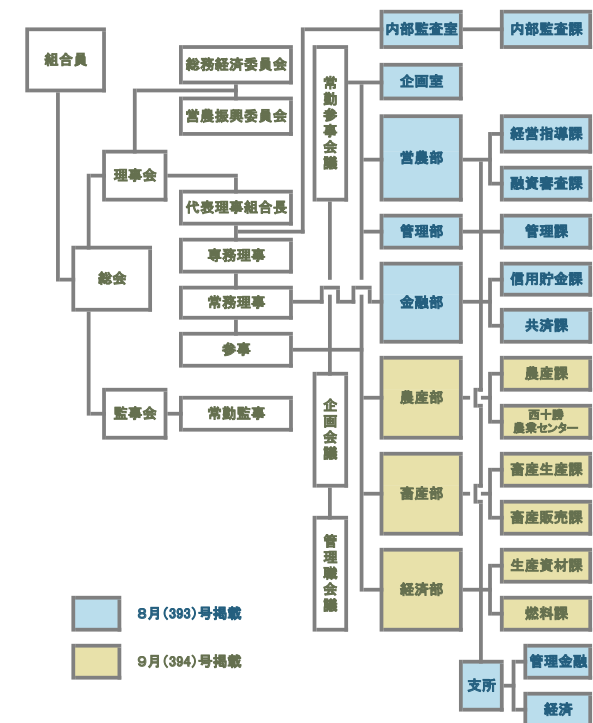 組合員
総会
理事会
監事会
総務経済委員会
営農振興委員会
代表理事組合長
専務理事
常務理事
参事
常勤監事
常勤参事会議
企画会議
管理職会議
内部監査室
企画室
営農部
管理部
金融部
農産部
畜産部
経済部
支所
内部監査課
経営指導課
融資審査課
管理課
信用貯金課
共済課
農産課
西十勝
農業センター
畜産生産課
畜産販売課
生産資材課
燃料課
管理金融
経済
8月(393)号掲載
9月(394)号掲載